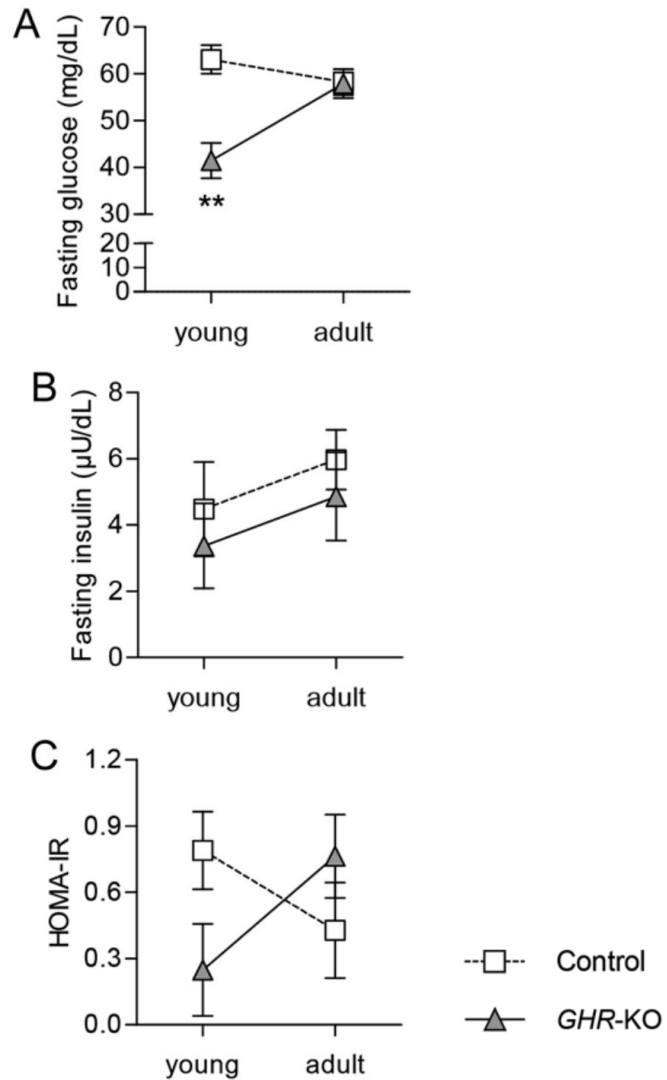 A
Fasting glucose (mg/dL)
70
60
50
40
30
20
10
0
**
young adult
B
Fasting insulin (µU/dL)
8
6
4
2
0
young adult
C
HOMA-IR
1.2
0.9
0.6
0.3
0.0
young adult
Control
GHR-KO